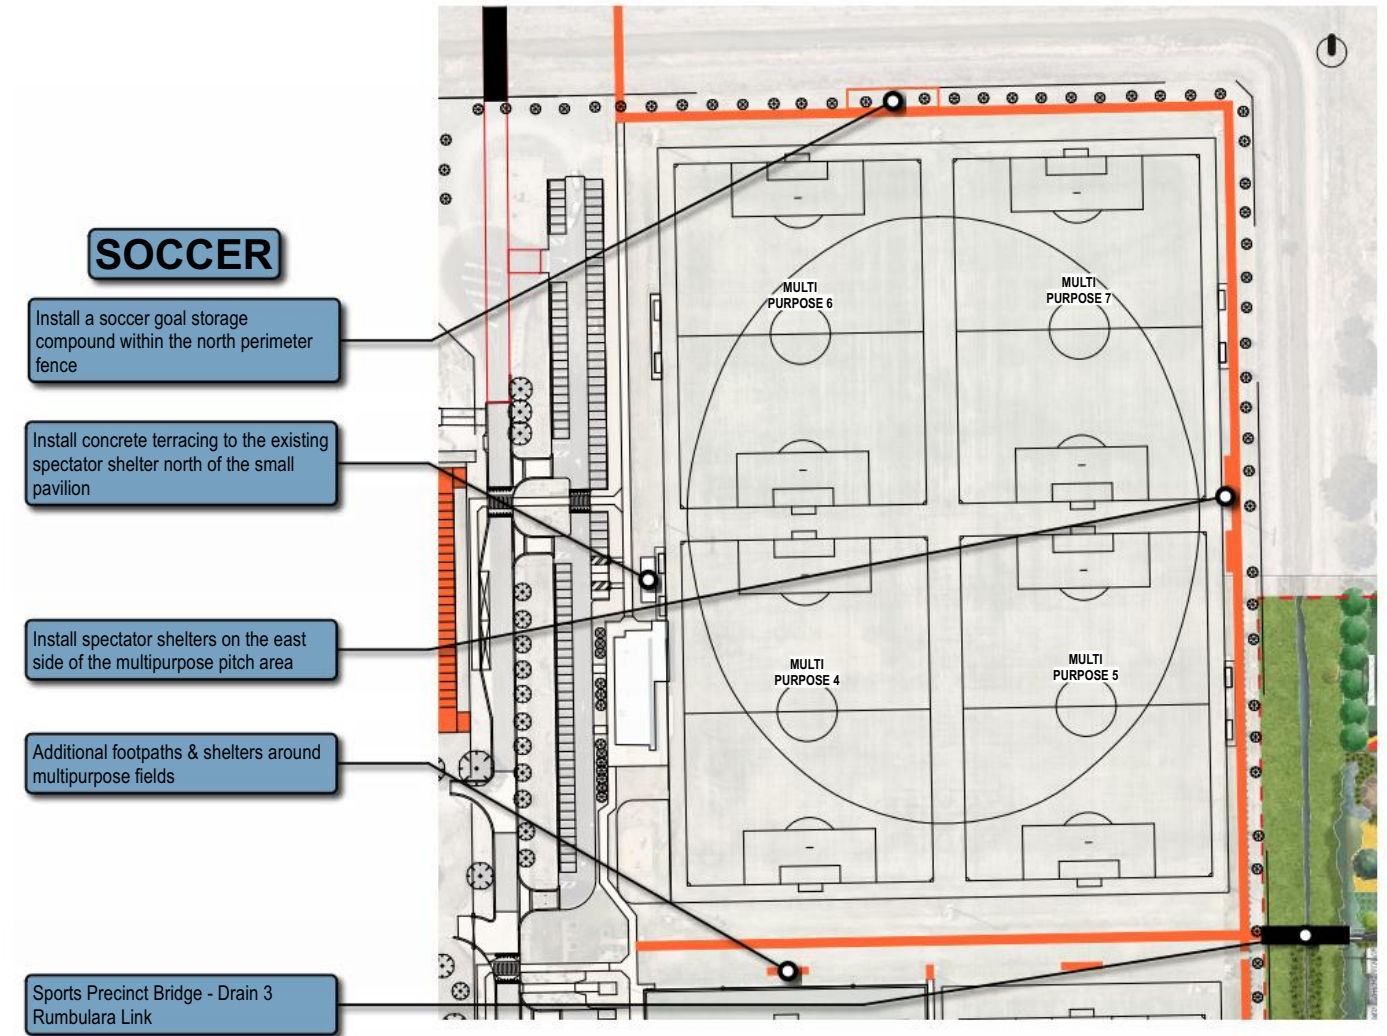 SOCCER
Install a soccer goal storage
compound within the north perimeter
fence
Install concrete terracing to the existing
spectator shelter north of the small
pavilion
Install spectator shelters on the east
side of the multipurpose pitch area
Additional footpaths & shelters around
multipurpose fields
Sports Precinct Bridge - Drain 3
Rumbulara Link
MULTI
PURPOSE 6
MULTI
PURPOSE 7
MULTI
PURPOSE 4
MULTI
PURPOSE 5